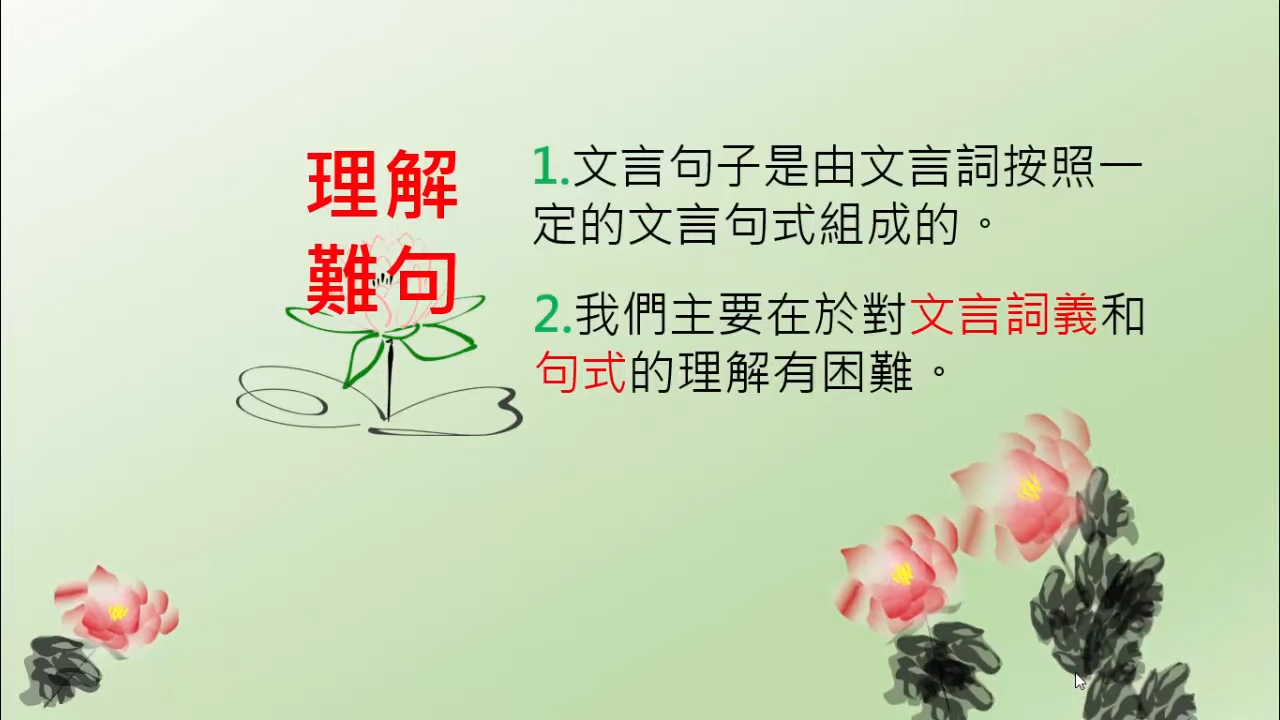 理解
難句
1.文言句子是由文言詞按照一
定的文言句式組成的。
2.我們主要在於對文言詞義和
句式的理解有困難。